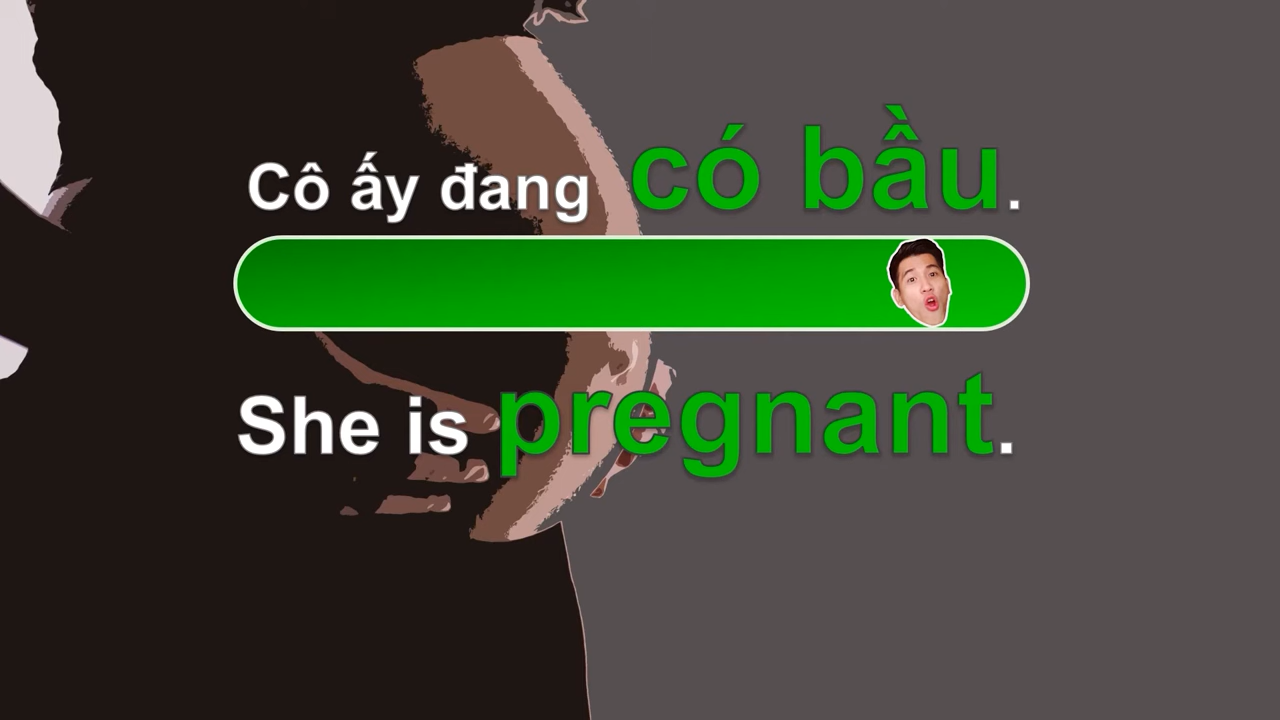 Cô ấy đang có bầu.
She is pregnant.